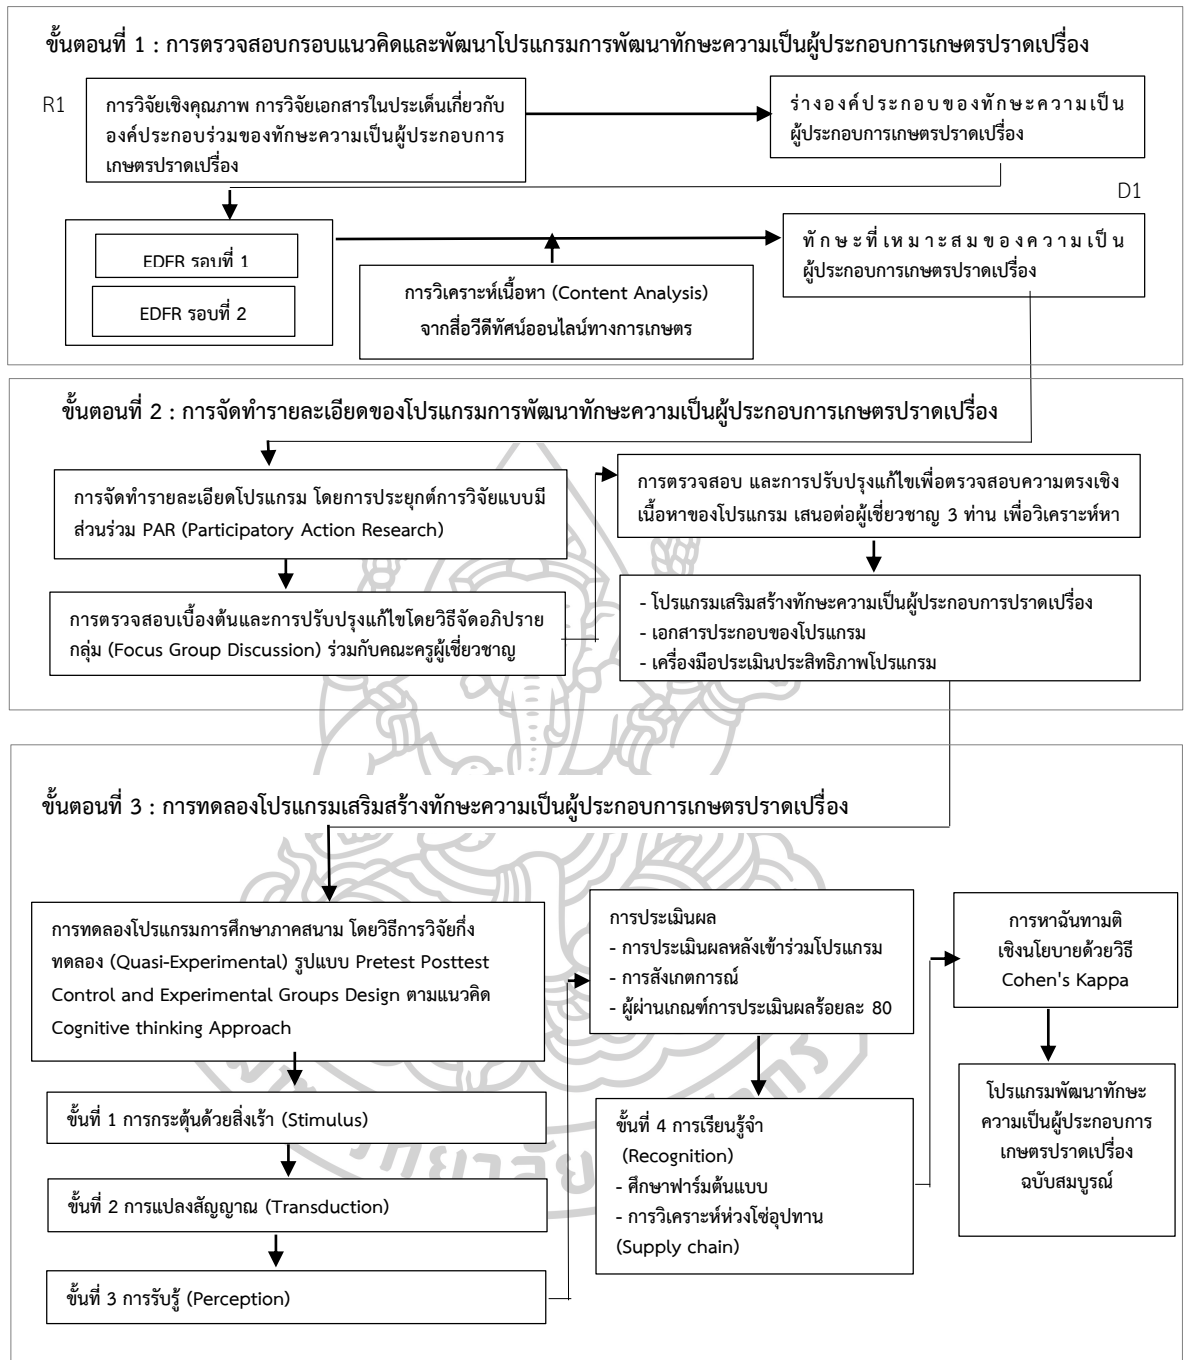 ขั้นตอนที่ 1 : การตรวจสอบกรอบแนวคิดและพัฒนาโปรแกรมการพัฒนาทักษะความเป็นผู้ประกอบการเกษตรปราดเปรื่อง
R1
การวิจัยเชิงคุณภาพ การวิจัยเอกสารในประเด็นเกี่ยวกับ
องค์ประกอบร่วมของทักษะความเป็นผู้ประกอบการ
เกษตรปราดเปรื่อง
ร่างองค์ประกอบของทักษะความเป็น
ผู้ประกอบการเกษตรปราดเปรื่อง
D1
EDFR รอบที่ 1
EDFR รอบที่ 2
การวิเคราะห์เนื้อหา (Content Analysis)
จากสื่อวีดีทัศน์ออนไลน์ทางการเกษตร
ทักษะที่เหมาะสมของความเป็น
ผู้ประกอบการเกษตรปราดเปรื่อง
ขั้นตอนที่ 2 : การจัดทำรายละเอียดของโปรแกรมการพัฒนาทักษะความเป็นผู้ประกอบการเกษตรปราดเปรื่อง
การจัดทำรายละเอียดโปรแกรม โดยการประยุกต์การวิจัยแบบมี
ส่วนร่วม PAR (Participatory Action Research)
การตรวจสอบเบื้องต้นและการปรับปรุงแก้ไขโดยวิธีจัดอภิปราย
กลุ่ม (Focus Group Discussion) ร่วมกับคณะครูผู้เชี่ยวชาญ
การตรวจสอบ และการปรับปรุงแก้ไขเพื่อตรวจสอบความตรงเชิง
เนื้อหาของโปรแกรม เสนอต่อผู้เชี่ยวชาญ 3 ท่าน เพื่อวิเคราะห์หา
- โปรแกรมเสริมสร้างทักษะความเป็นผู้ประกอบการปราดเปรื่อง
- เอกสารประกอบของโปรแกรม
- เครื่องมือประเมินประสิทธิภาพโปรแกรม
ขั้นตอนที่ 3 : การทดลองโปรแกรมเสริมสร้างทักษะความเป็นผู้ประกอบการเกษตรปราดเปรื่อง
การทดลองโปรแกรมการศึกษาภาคสนาม โดยวิธีการวิจัยกึ่ง
ทดลอง (Quasi-Experimental) รูปแบบ Pretest Posttest
Control and Experimental Groups Design ตามแนวคิด
Cognitive thinking Approach
ขั้นที่ 1 การกระตุ้นด้วยสิ่งเร้า (Stimulus)
ขั้นที่ 2 การแปลงสัญญาณ (Transduction)
ขั้นที่ 3 การรับรู้ (Perception)
การประเมินผล
- การประเมินผลหลังเข้าร่วมโปรแกรม
- การสังเกตการณ์
- ผู้ผ่านเกณฑ์การประเมินผลร้อยละ 80
ขั้นที่ 4 การเรียนรู้จำ
(Recognition)
- ศึกษาฟาร์มต้นแบบ
- การวิเคราะห์ห่วงโซ่อุปทาน
(Supply chain)
การหาฉันทามติ
เชิงนโยบายด้วยวิธี
Cohen's Kappa
โปรแกรมพัฒนาทักษะ
ความเป็นผู้ประกอบการ
เกษตรปราดเปรื่อง
ฉบับสมบูรณ์